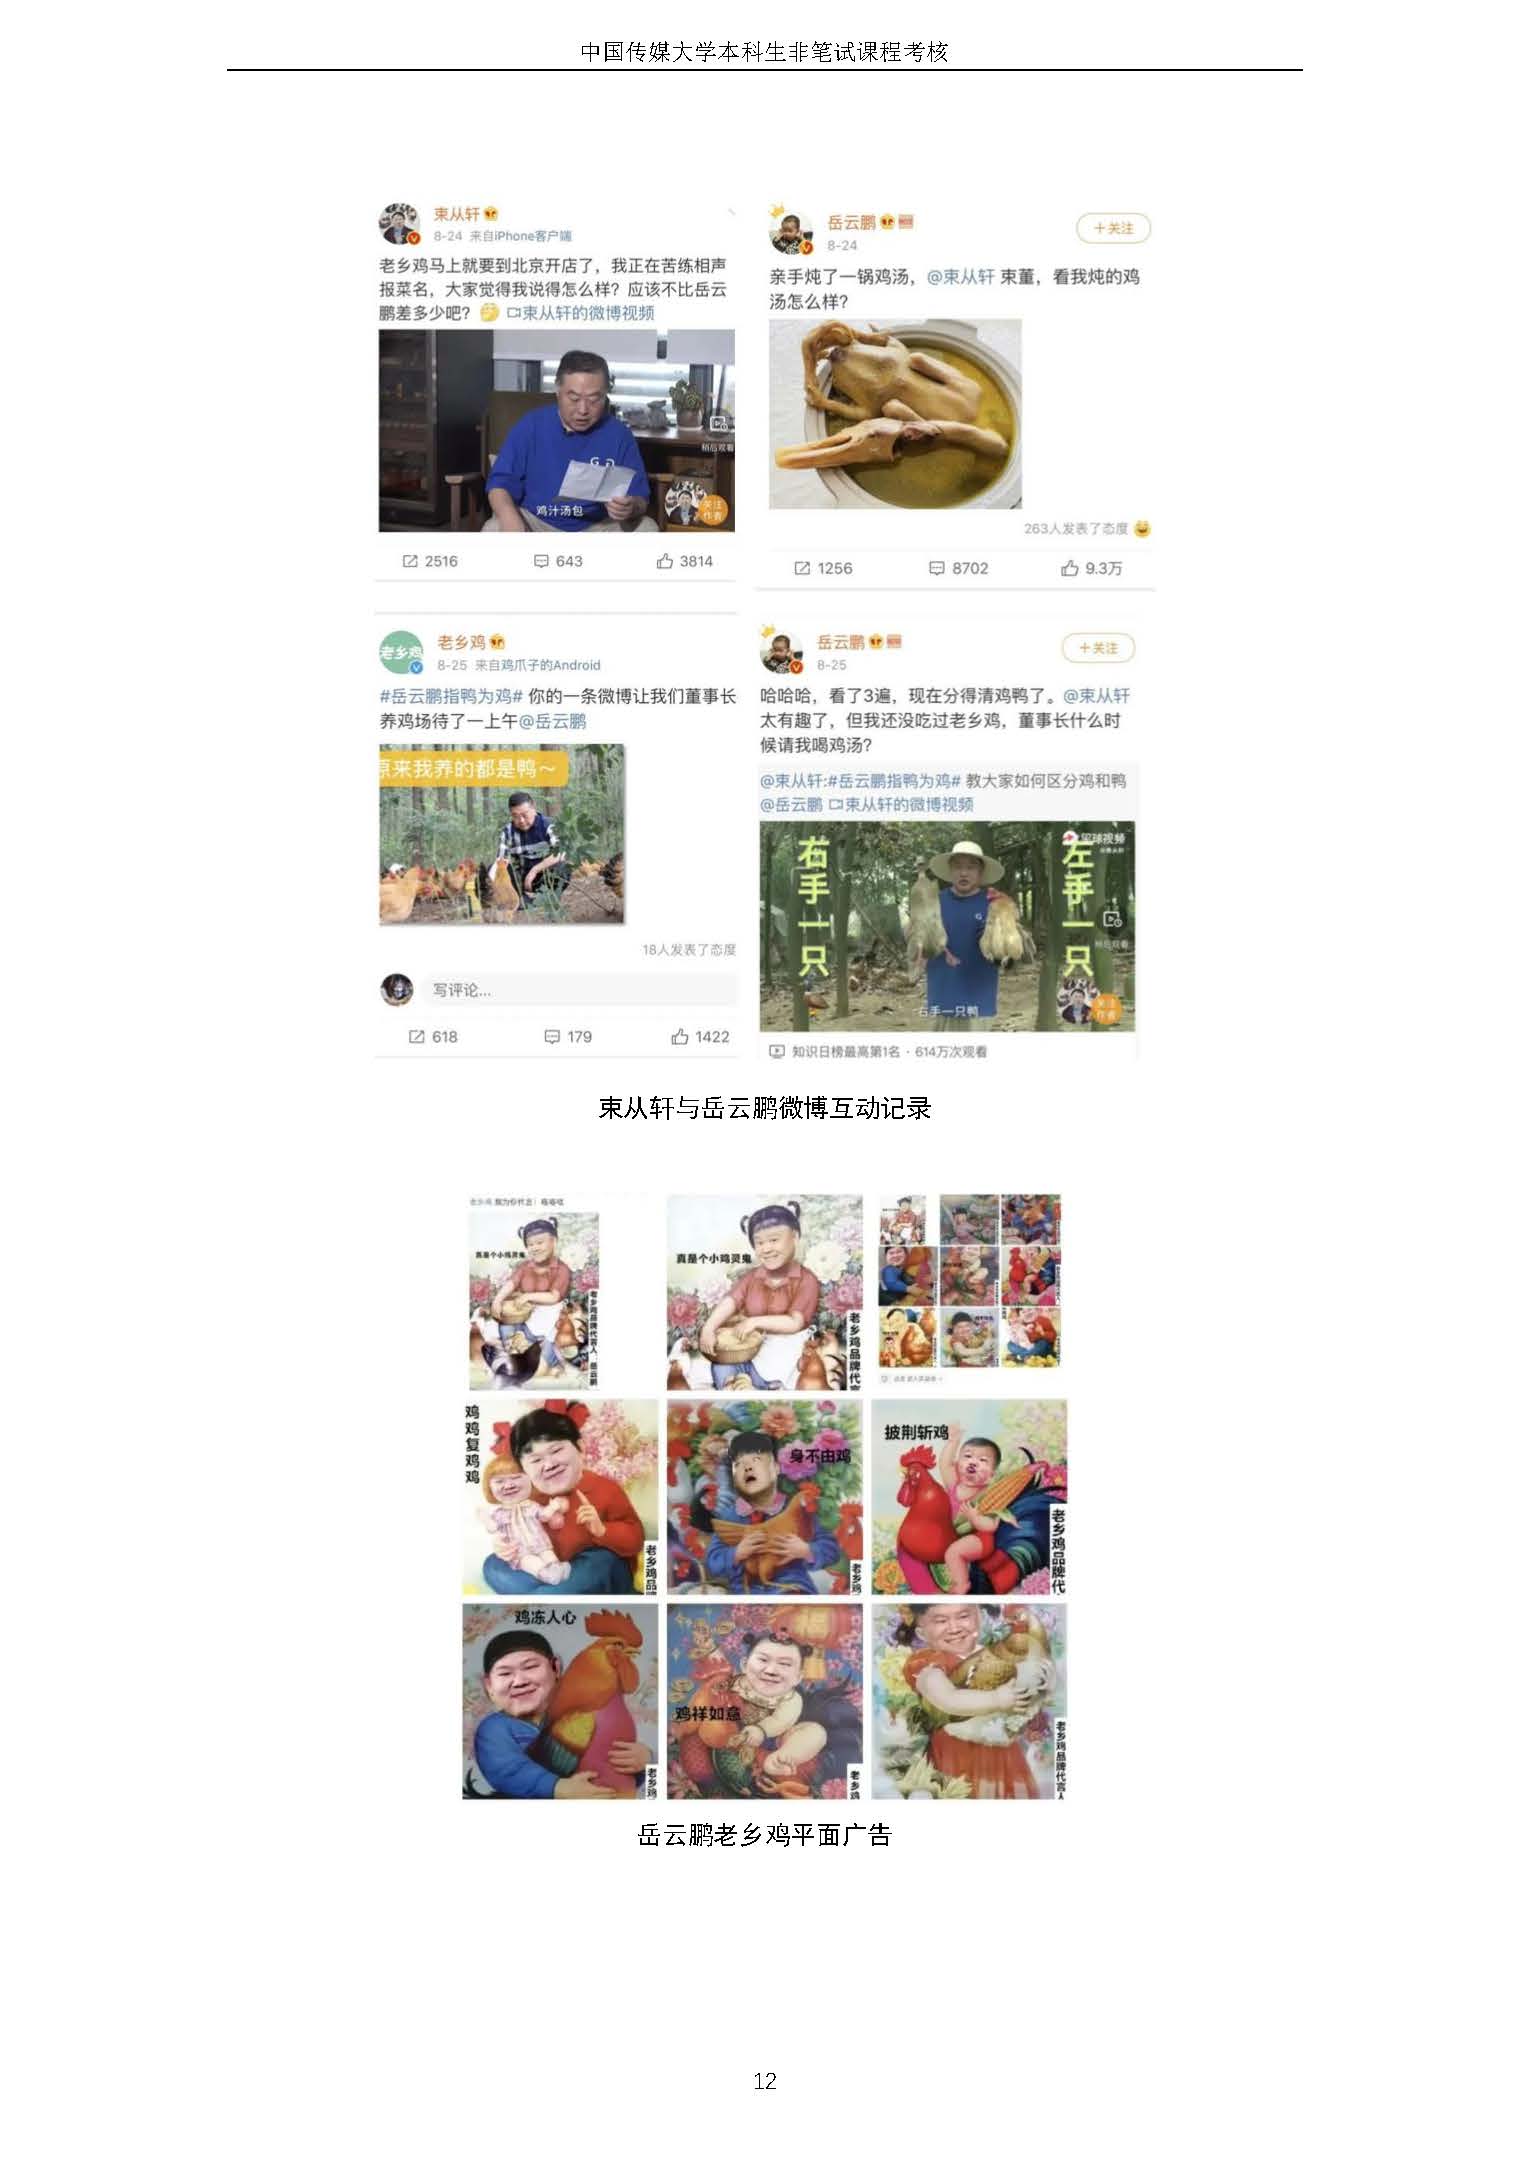 中国传媒大学本科生非笔试课程考核
束从轩
8-24 来自iPhone客户端
老乡鸡马上就要到北京开店了，我正在苦练相声
报菜名，大家觉得我说得怎么样？应该不比岳云
鹏差多少吧？ 束从轩的微博视频
稍后观看
鸡汁汤包
关注
作者
2516 643 3814
岳云鹏
+关注
8-24
亲手炖了一锅鸡汤，@束从轩 束董，看我炖的鸡
汤怎么样？
263人发表了态度
1256 8702 9.3万
老乡鸡
老乡鸡
8-25 来自鸡爪子的Android
#岳云鹏指鸭为鸡# 你的一条微博让我们董事长
养鸡场待了一上午@岳云鹏
原来我养的都是鸭～
18人发表了态度
写评论...
618 179 1422
岳云鹏
+关注
8-25
哈哈哈，看了3遍，现在分得清鸡鸭了。@束从轩
太有趣了，但我还没吃过老乡鸡，董事长什么时
候请我喝鸡汤？
@束从轩:#岳云鹏指鸭为鸡# 教大家如何区分鸡和鸭
@岳云鹏 束从轩的微博视频
右手一只
左手一只
稍后观看
右手一只鸭
关注
作者
知识日榜最高第1名 · 614万次观看
束从轩与岳云鹏微博互动记录
真是个小鸡灵鬼
老乡鸡品牌代言人：岳云鹏
真是个小鸡灵鬼
老乡鸡品牌代言
鸡鸡复鸡鸡
老乡鸡品牌
身不由鸡
老乡鸡
披荆斩鸡
老乡鸡品牌代
鸡冻人心
老乡鸡
鸡祥如意
老乡鸡
老乡鸡品牌代言人
岳云鹏老乡鸡平面广告
12